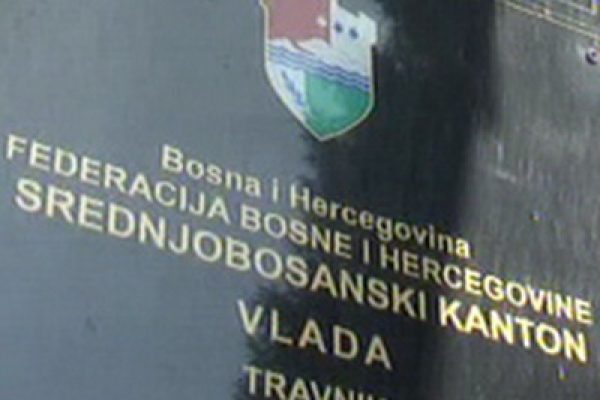 Bosna i Hercegovina
FEDERACIJA BOSNE I HERCEGOVINE
SREDNJOBOSANSKI KANTON
VLADA